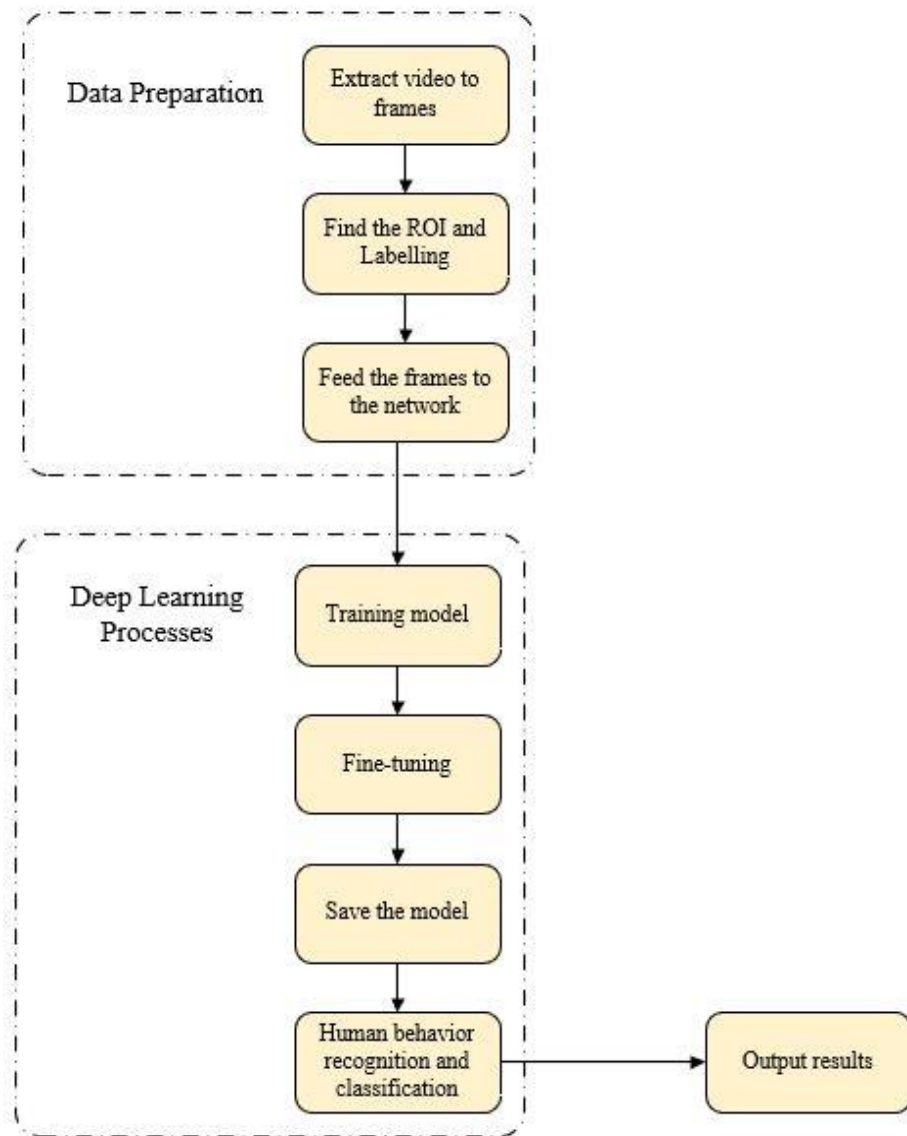 Data Preparation
Extract video to
frames
Find the ROI and
Labelling
Feed the frames to
the network
Deep Learning
Processes
Training model
Fine-tuning
Save the model
Human behavior
recognition and
classification
Output results